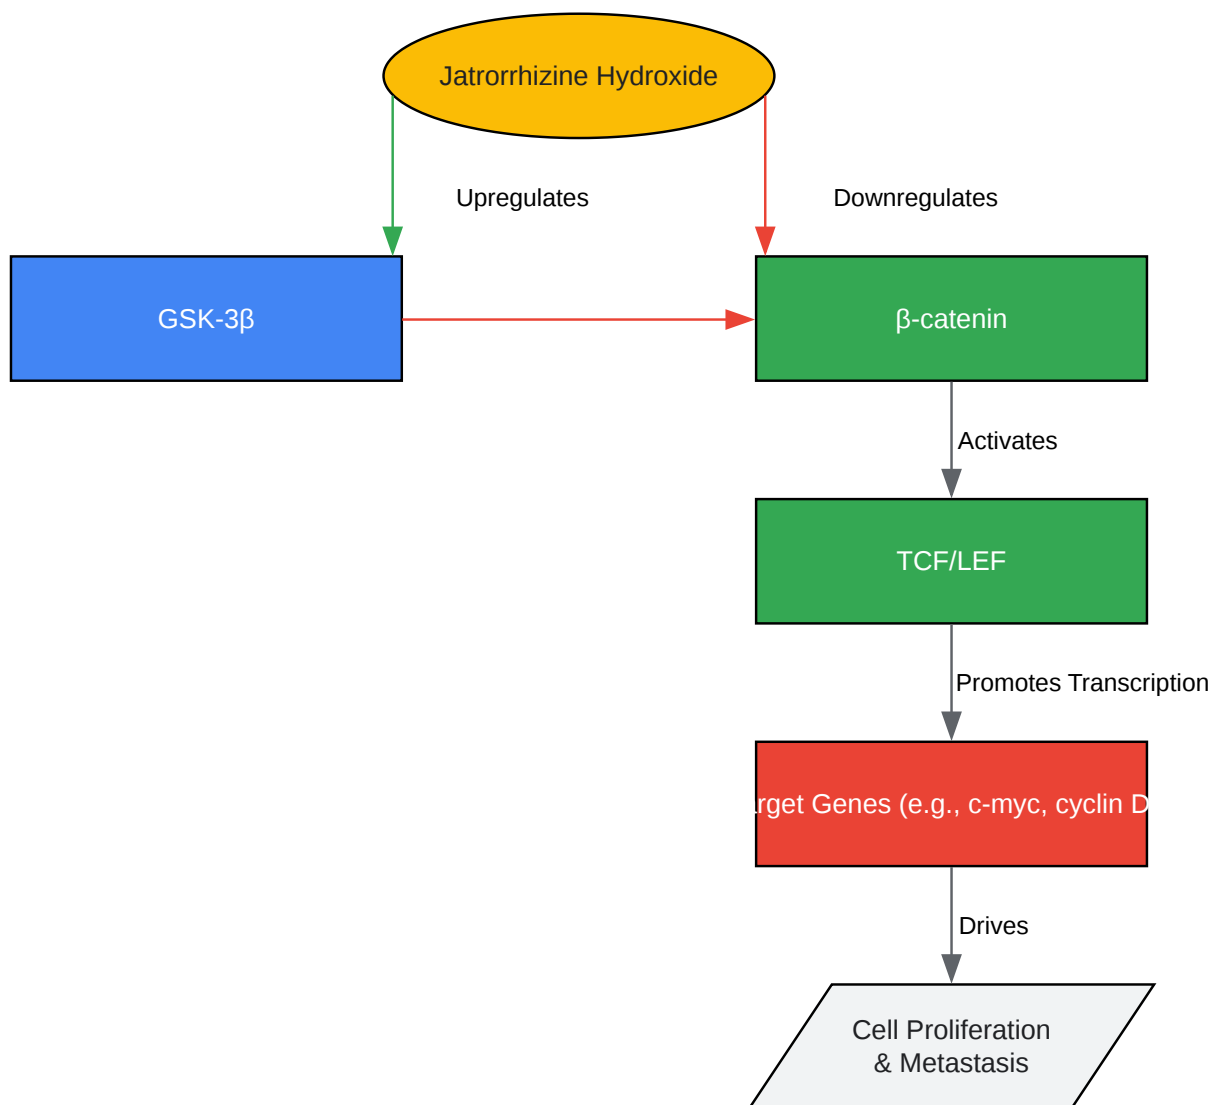 Jatrorrhizine Hydroxide
Upregulates
Downregulates
GSK-3β
β-catenin
Activates
TCF/LEF
Promotes Transcription
Genes (e.g., c-myc, cyclin
Drives
Cell Proliferation
& Metastasis